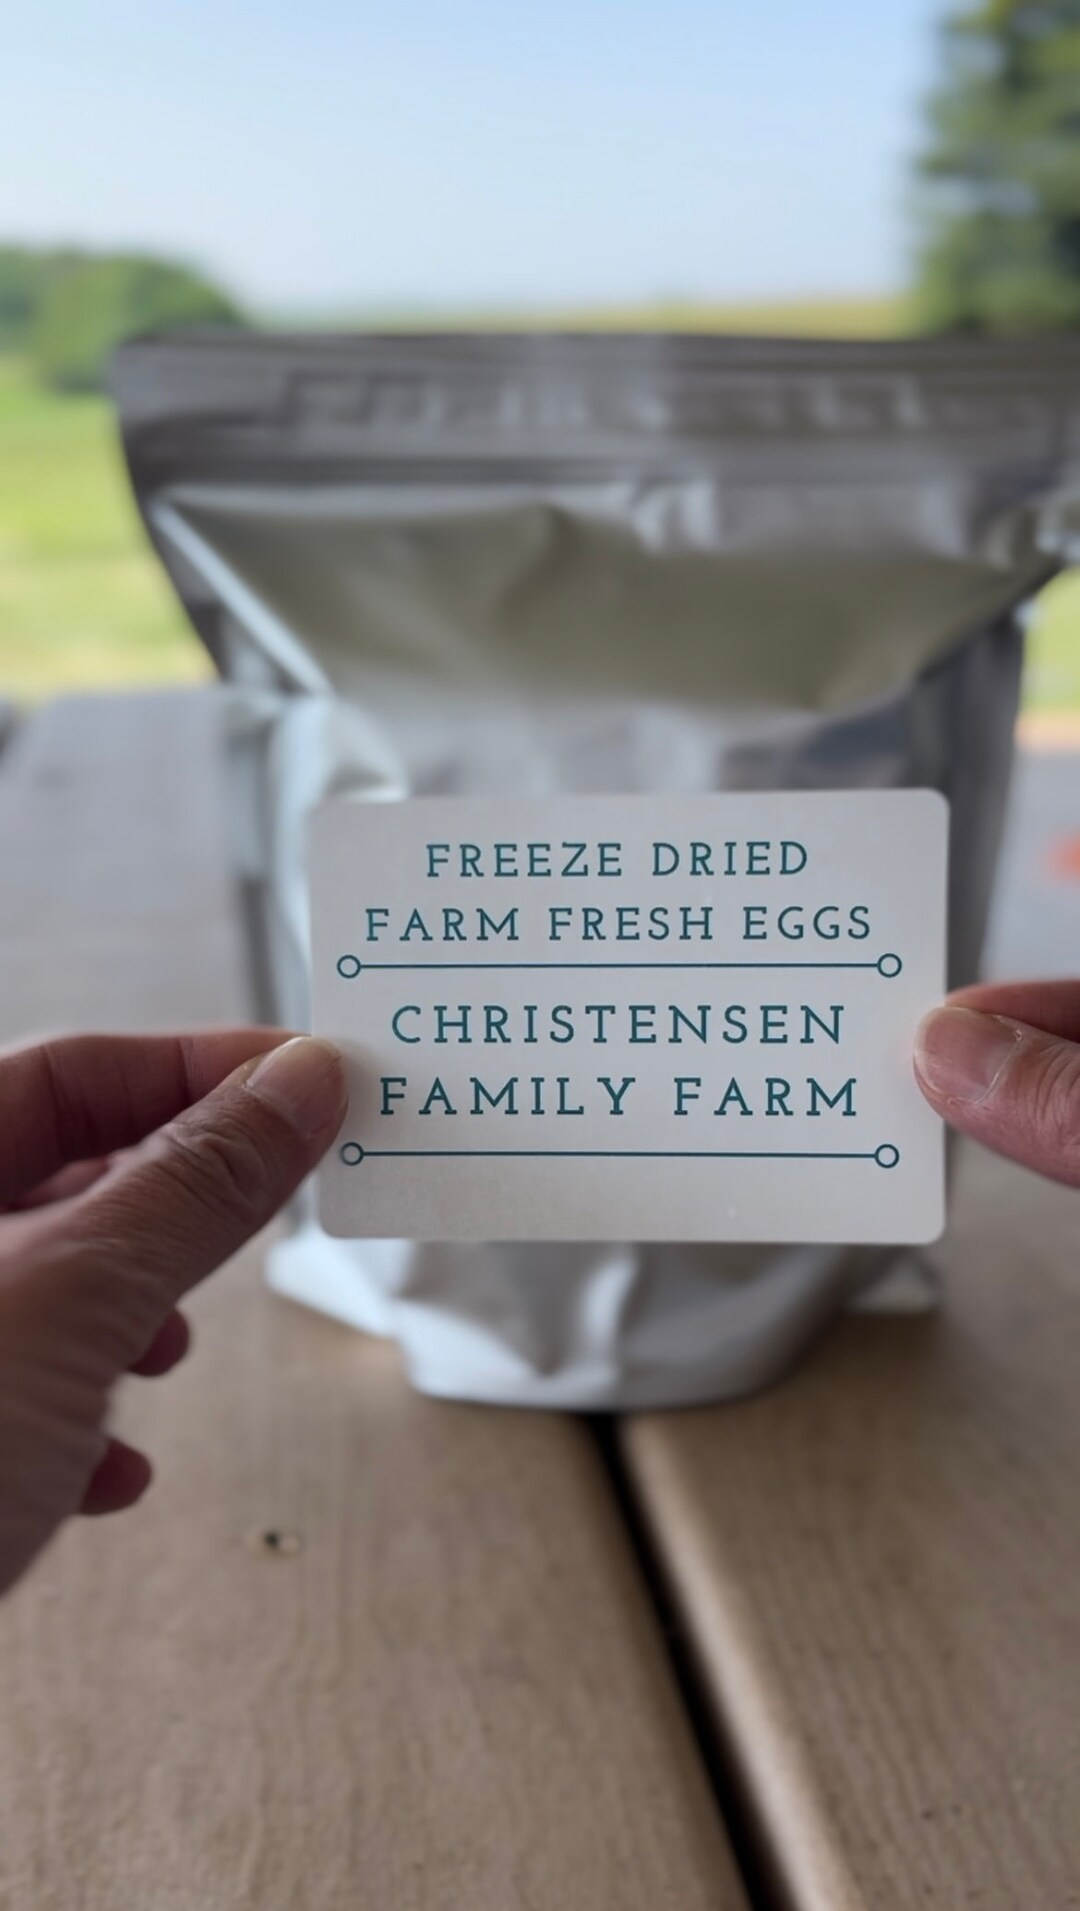 FREEZE DRIED
FARM FRESH EGGS
CHRISTENSEN
FAMILY FARM